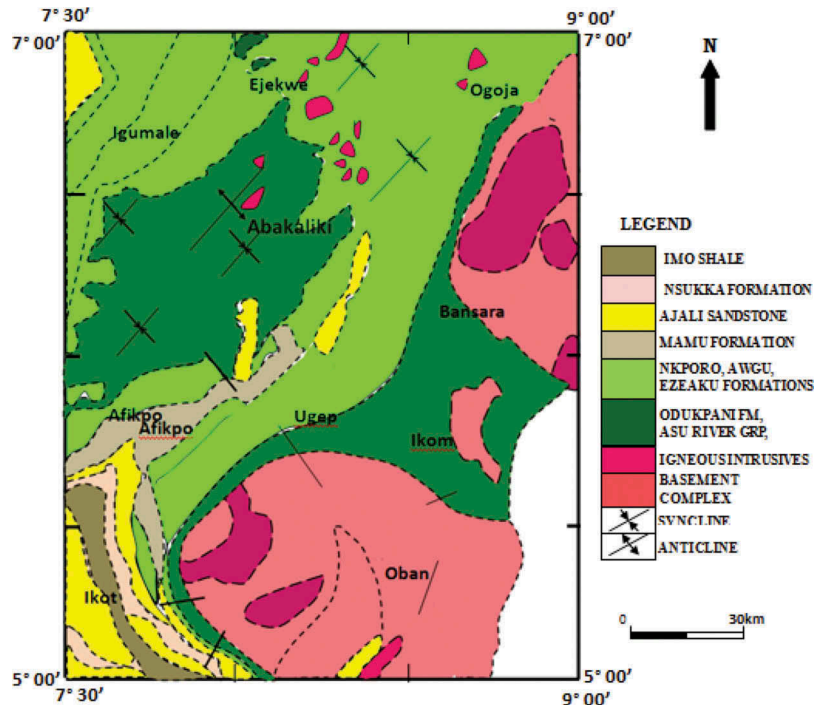 7° 30’
9° 00’
7° 00’
7° 00’
N
Ejekwe
Ogoja
Igumale
Abakaliki
LEGEND
IMO SHALE
NSUKKA FORMATION
Bansara
AJALI SANDSTONE
MAMU FORMATION
NKPORO, AWGU,
EZEAKU FORMATIONS
Afikpo
Afikpo
Ugep
Ikom
ODUKPANI FM,
ASU RIVER GRP,
IGNEOUS INTRUSIVES
BASEMENT
COMPLEX
SYNCLINE
ANTICLINE
Oban
Ikot
0
30km
5° 00’
5° 00’
7° 30’
9° 00’